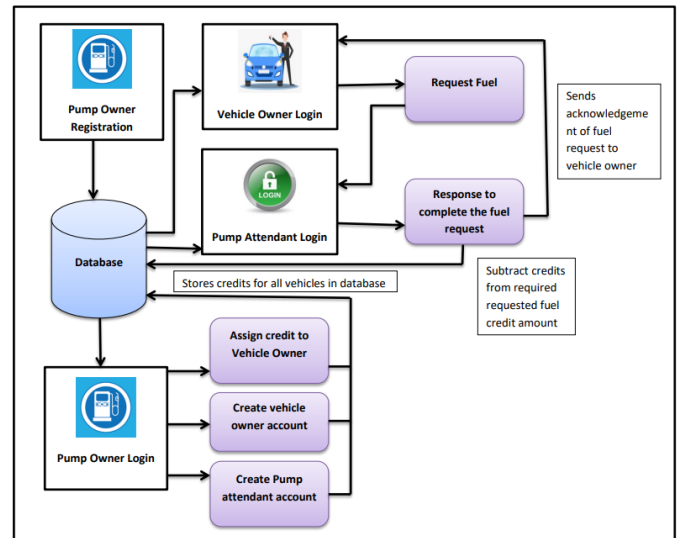 Pump Owner
Registration
Vehicle Owner Login
Request Fuel
Sends
acknowledgeme
nt of fuel
request to
vehicle owner
LOGIN
Pump Attendant Login
Response to
complete the fuel
request
Database
Stores credits for all vehicles in database
Subtract credits
from required
requested fuel
credit amount
Assign credit to
Vehicle Owner
Create vehicle
owner account
Pump Owner Login
Create Pump
attendant account